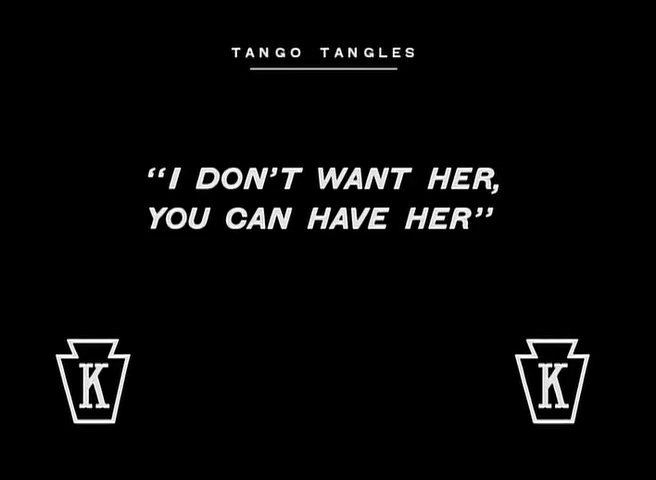 TANGO TANGLES
“I DON’T WANT HER,
YOU CAN HAVE HER”
K K